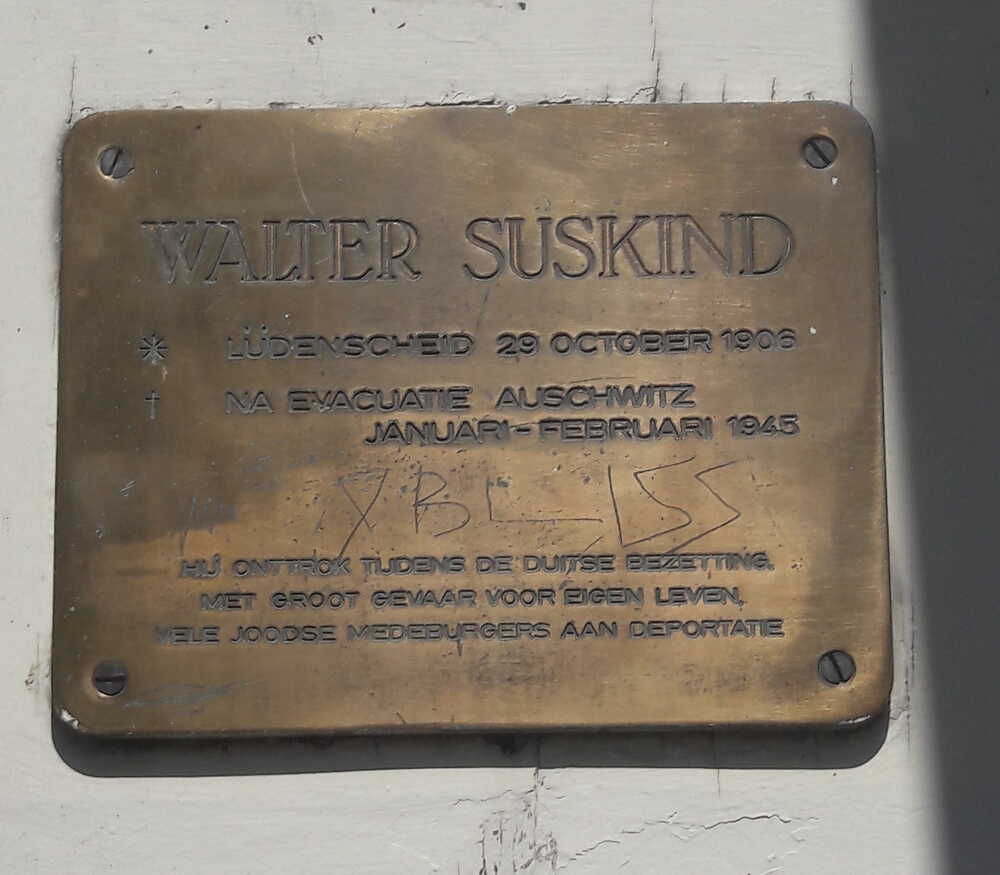 WALTER SUSKIND
* LÜDENSCHEID 29 OCTOBER 1906
† NA EVACUATIE AUSCHWITZ
JANUARI - FEBRUARI 1945
HIJ ONTTROK TIJDENS DE DUITSE BEZETTING,
MET GROOT GEVAAR VOOR EIGEN LEVEN,
VELE JOODSE MEDEBURGERS AAN DEPORTATIE